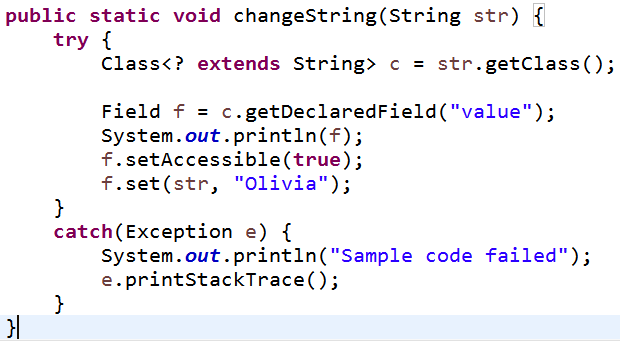 public static void changeString(String str) {
try {
Class<? extends String> c = str.getClass();
Field f = c.getDeclaredField("value");
System.out.println(f);
f.setAccessible(true);
f.set(str, "Olivia");
}
catch(Exception e) {
System.out.println("Sample code failed");
e.printStackTrace();
}
}